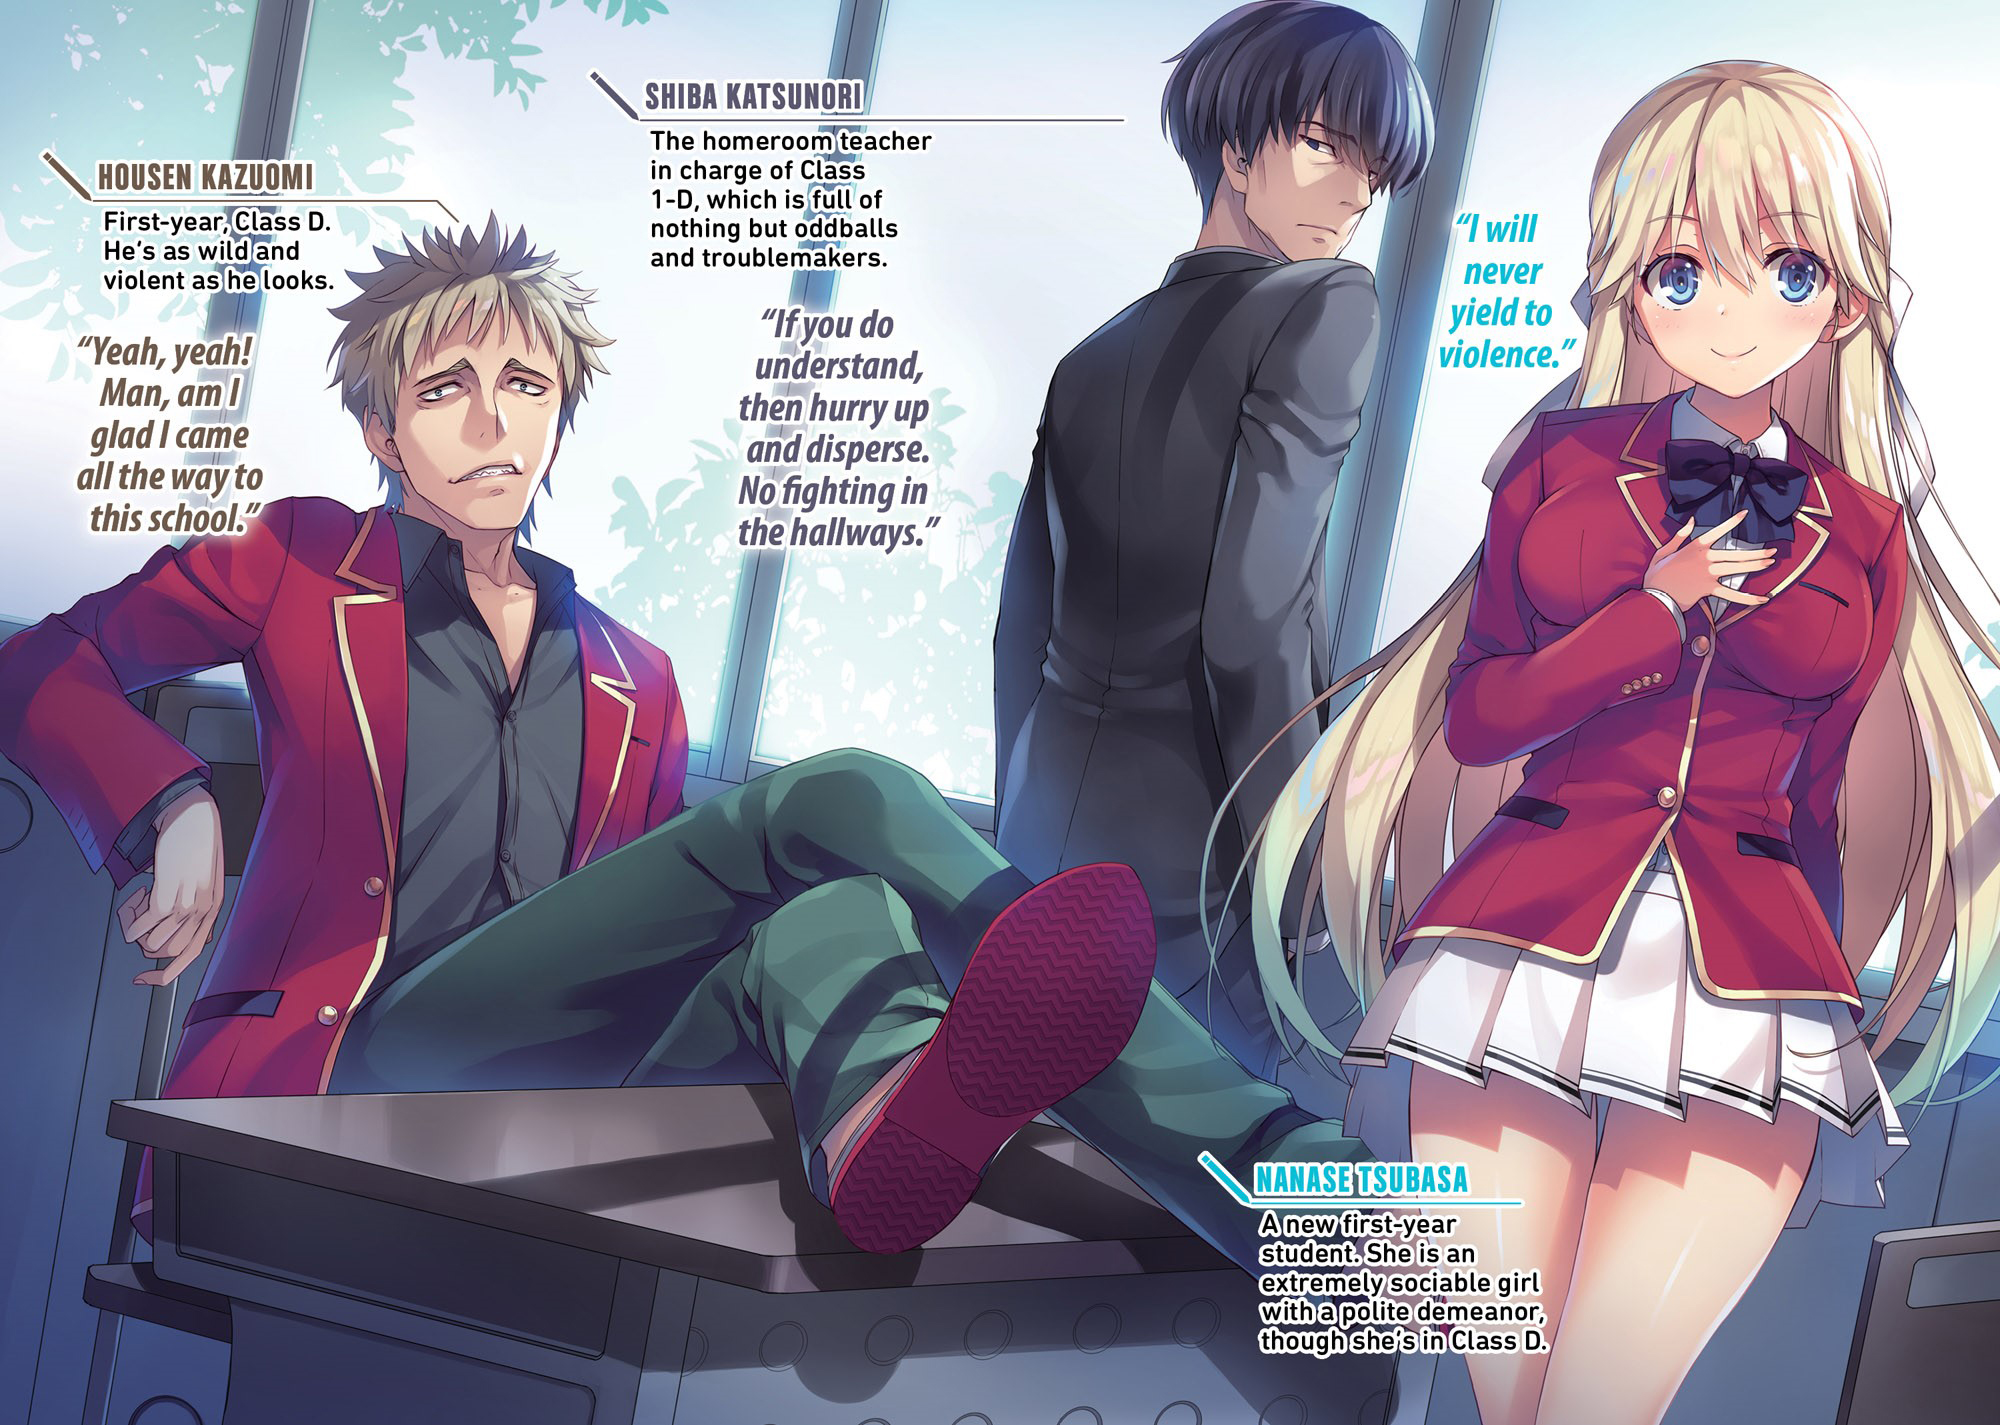 HOUSEN KAZUOMI
First-year, Class D.
He's as wild and
violent as he looks.
"Yeah, yeah!
Man, am I
glad I came
all the way to
this school."
SHIBA KATSUNORI
The homeroom teacher
in charge of Class
1-D, which is full of
nothing but oddballs
and troublemakers.
"If you do
understand,
then hurry up
and disperse.
No fighting in
the hallways."
"I will
never
yield to
violence."
NANASE TSUBASA
A new first-year
student. She is an
extremely sociable girl
with a polite demeanor,
though she's in Class D.